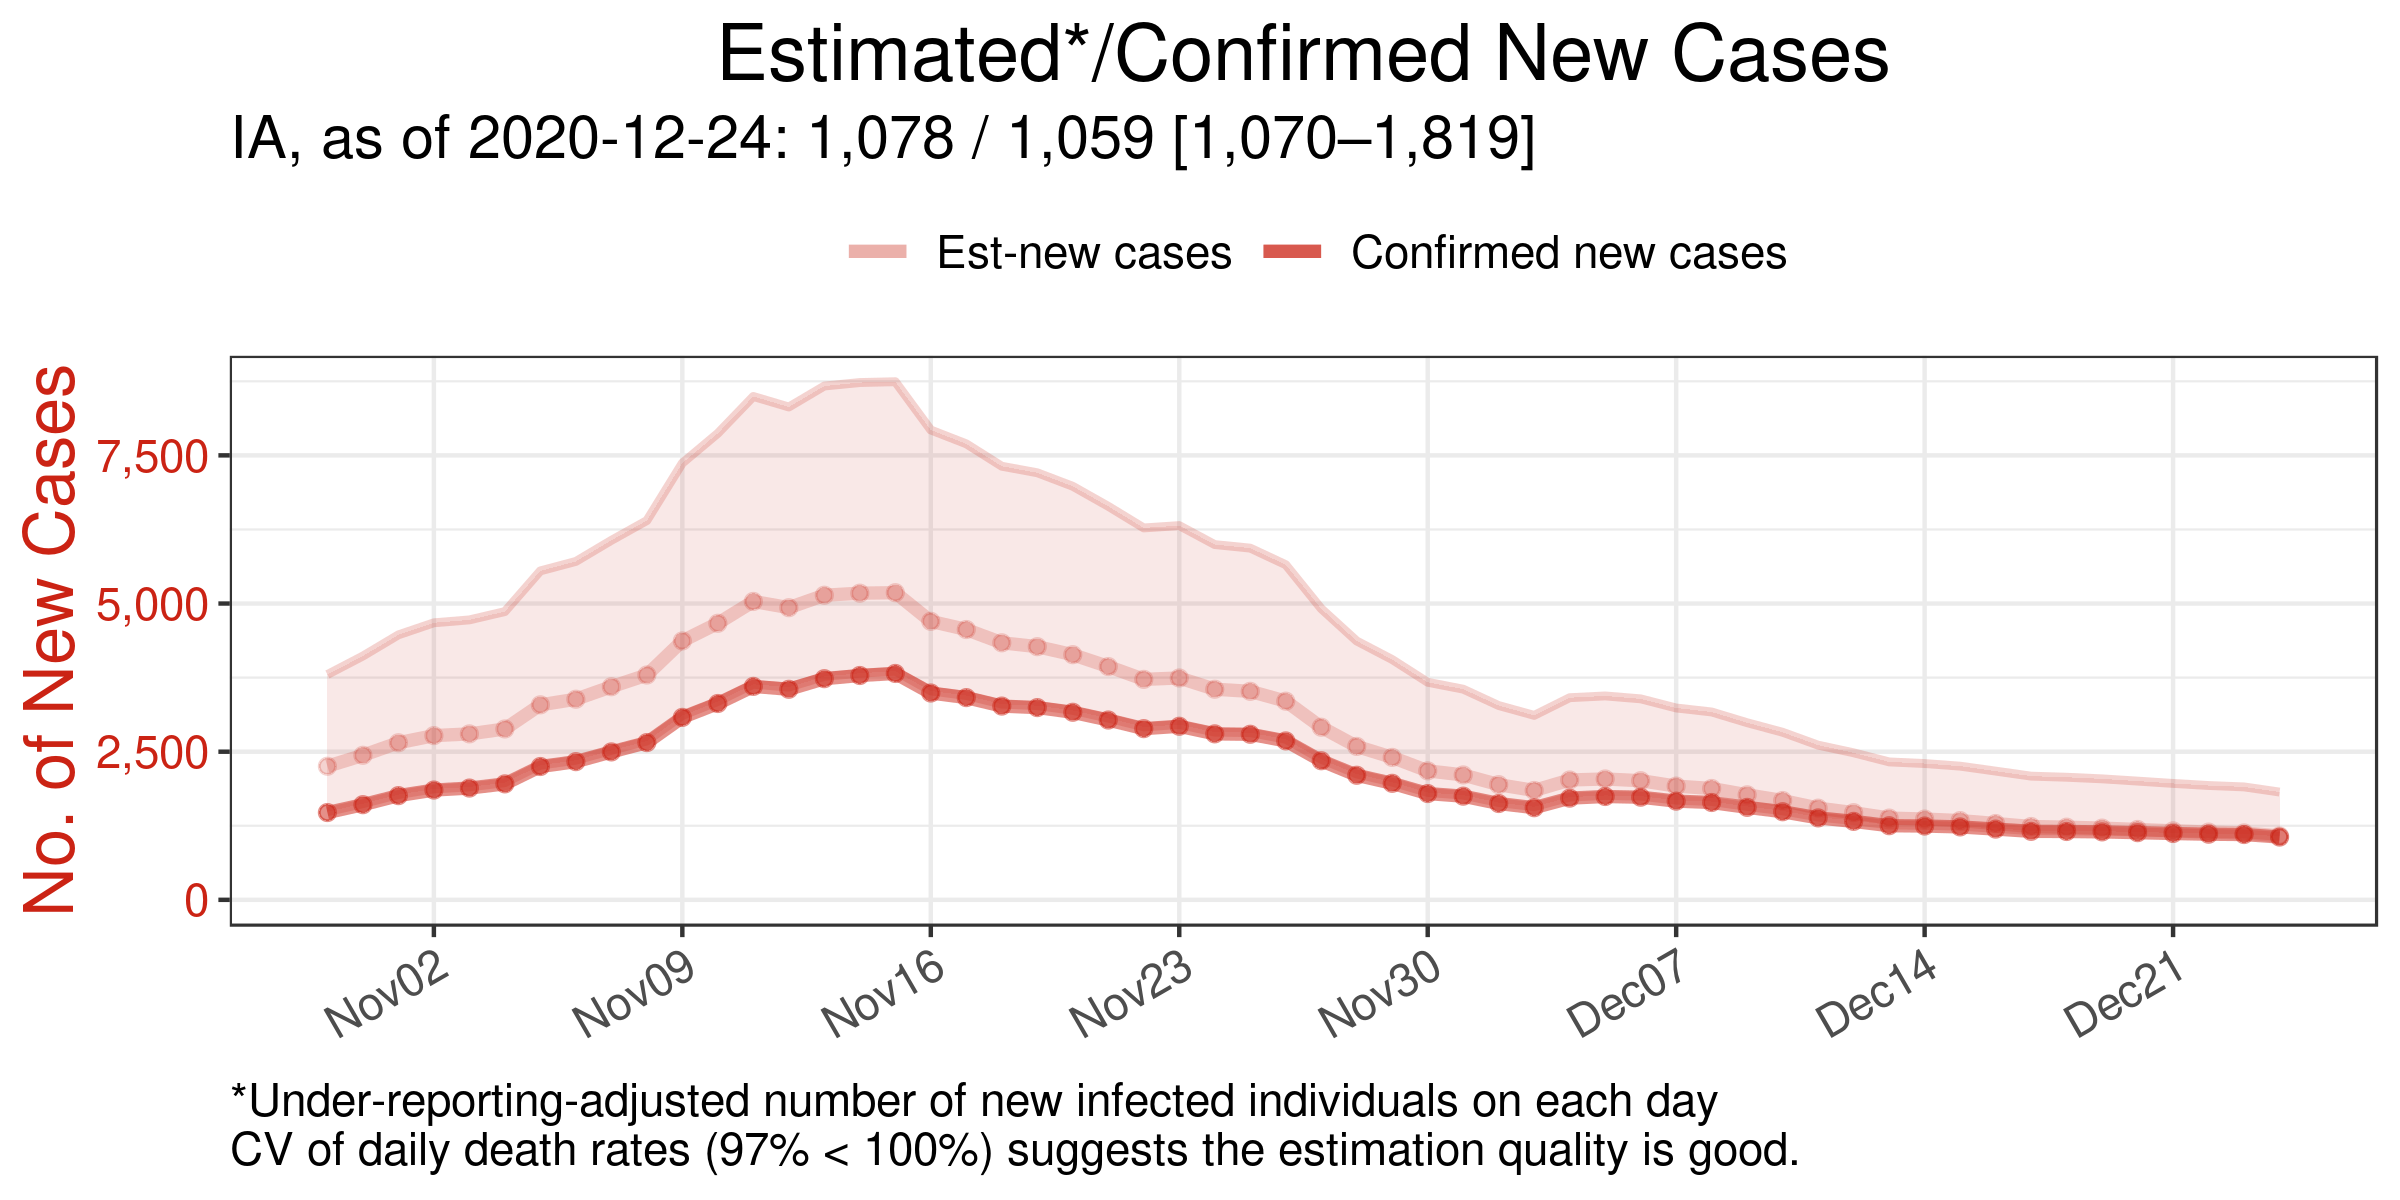 Estimated*/Confirmed New Cases
IA, as of 2020-12-24: 1,078 / 1,059 [1,070–1,819]
Est-new cases
Confirmed new cases
No. of New Cases
7,500
5,000
2,500
0
Nov02
Nov09
Nov16
Nov23
Nov30
Dec07
Dec14
Dec21
*Under-reporting-adjusted number of new infected individuals on each day
CV of daily death rates (97% < 100%) suggests the estimation quality is good.